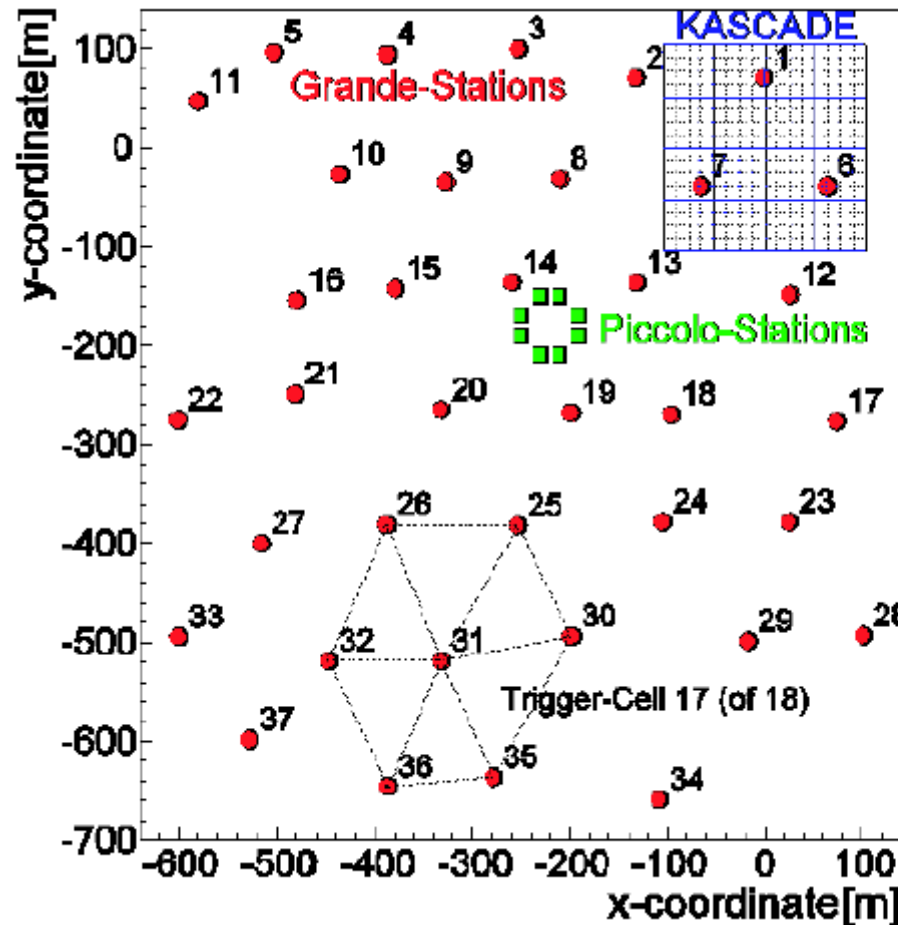 KASCADE
5 4 3 2 1
11
Grande-Stations
10 9 8 7 6
16 15 14 13 12
Piccolo-Stations
22 21 20 19 18 17
27 26 25 24 23
33 32 31 30 29 28
Trigger-Cell 17 (of 18)
37 36 35 34
y-coordinate[m]
100
0
-100
-200
-300
-400
-500
-600
-700
-600 -500 -400 -300 -200 -100 0 100
x-coordinate[m]